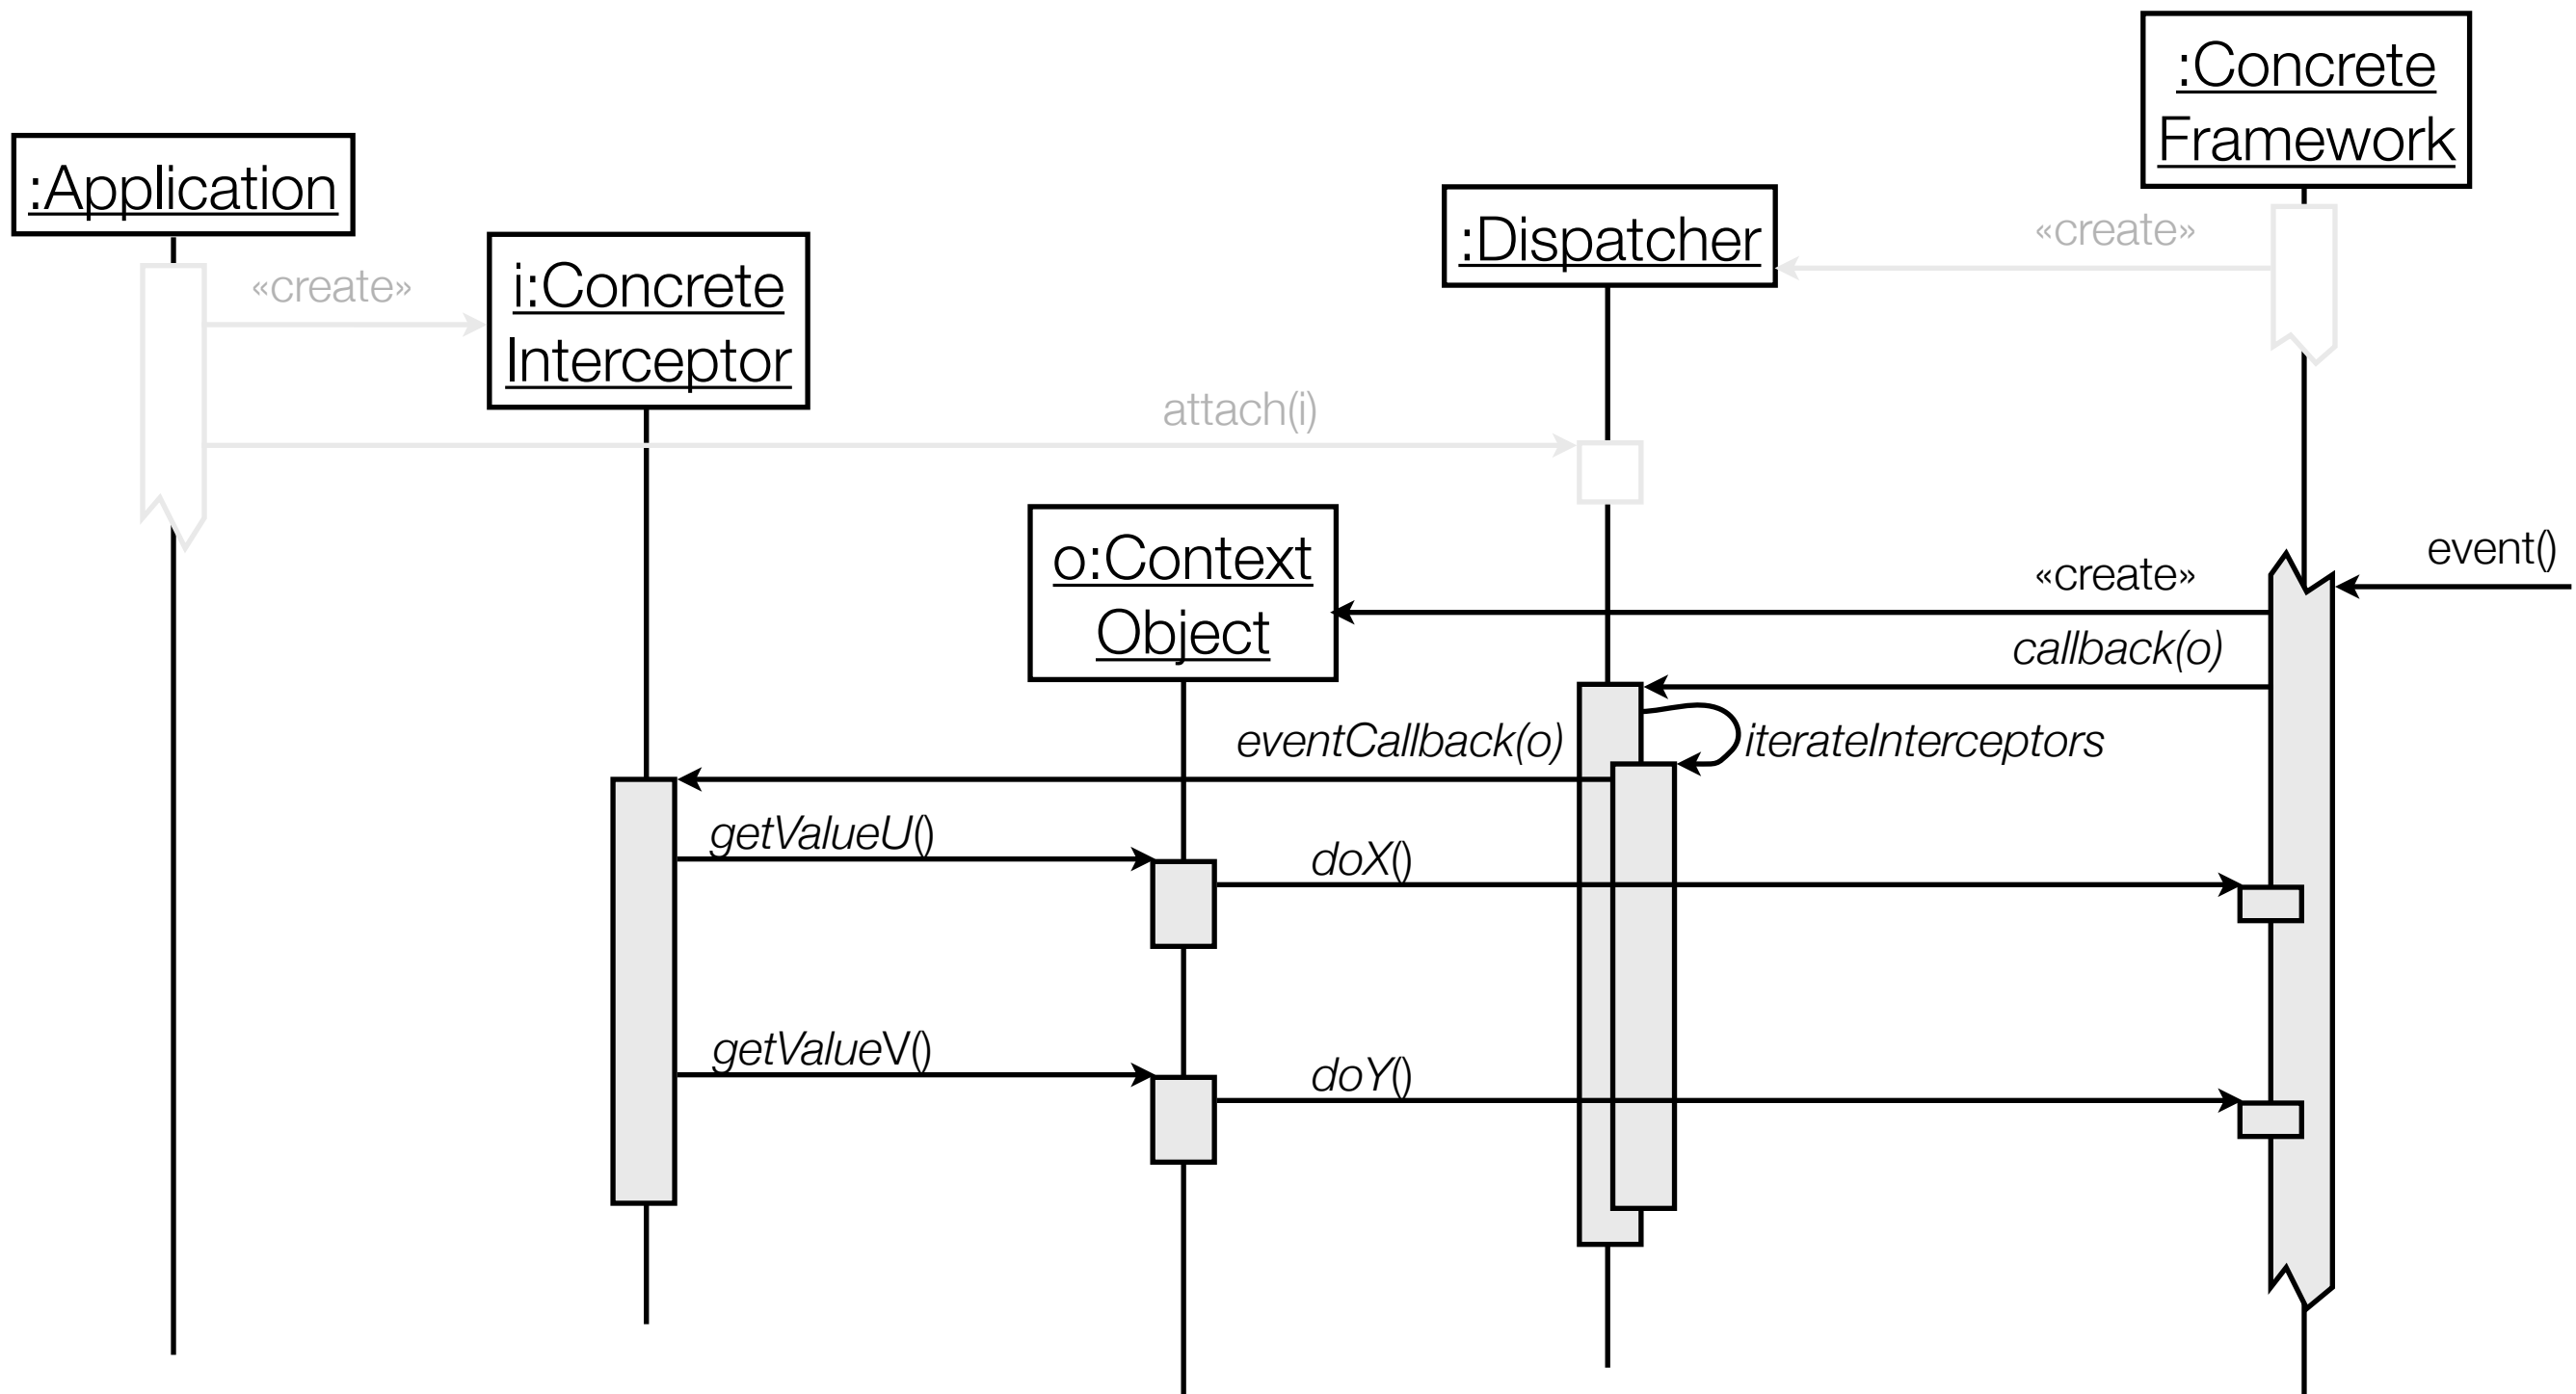 :Concrete
Framework
:Application
:Dispatcher
«create»
i:Concrete
Interceptor
«create»
attach(i)
o:Context
Object
event()
«create»
callback(o)
eventCallback(o)
iterateInterceptors
getValueU()
doX()
getValueV()
doY()